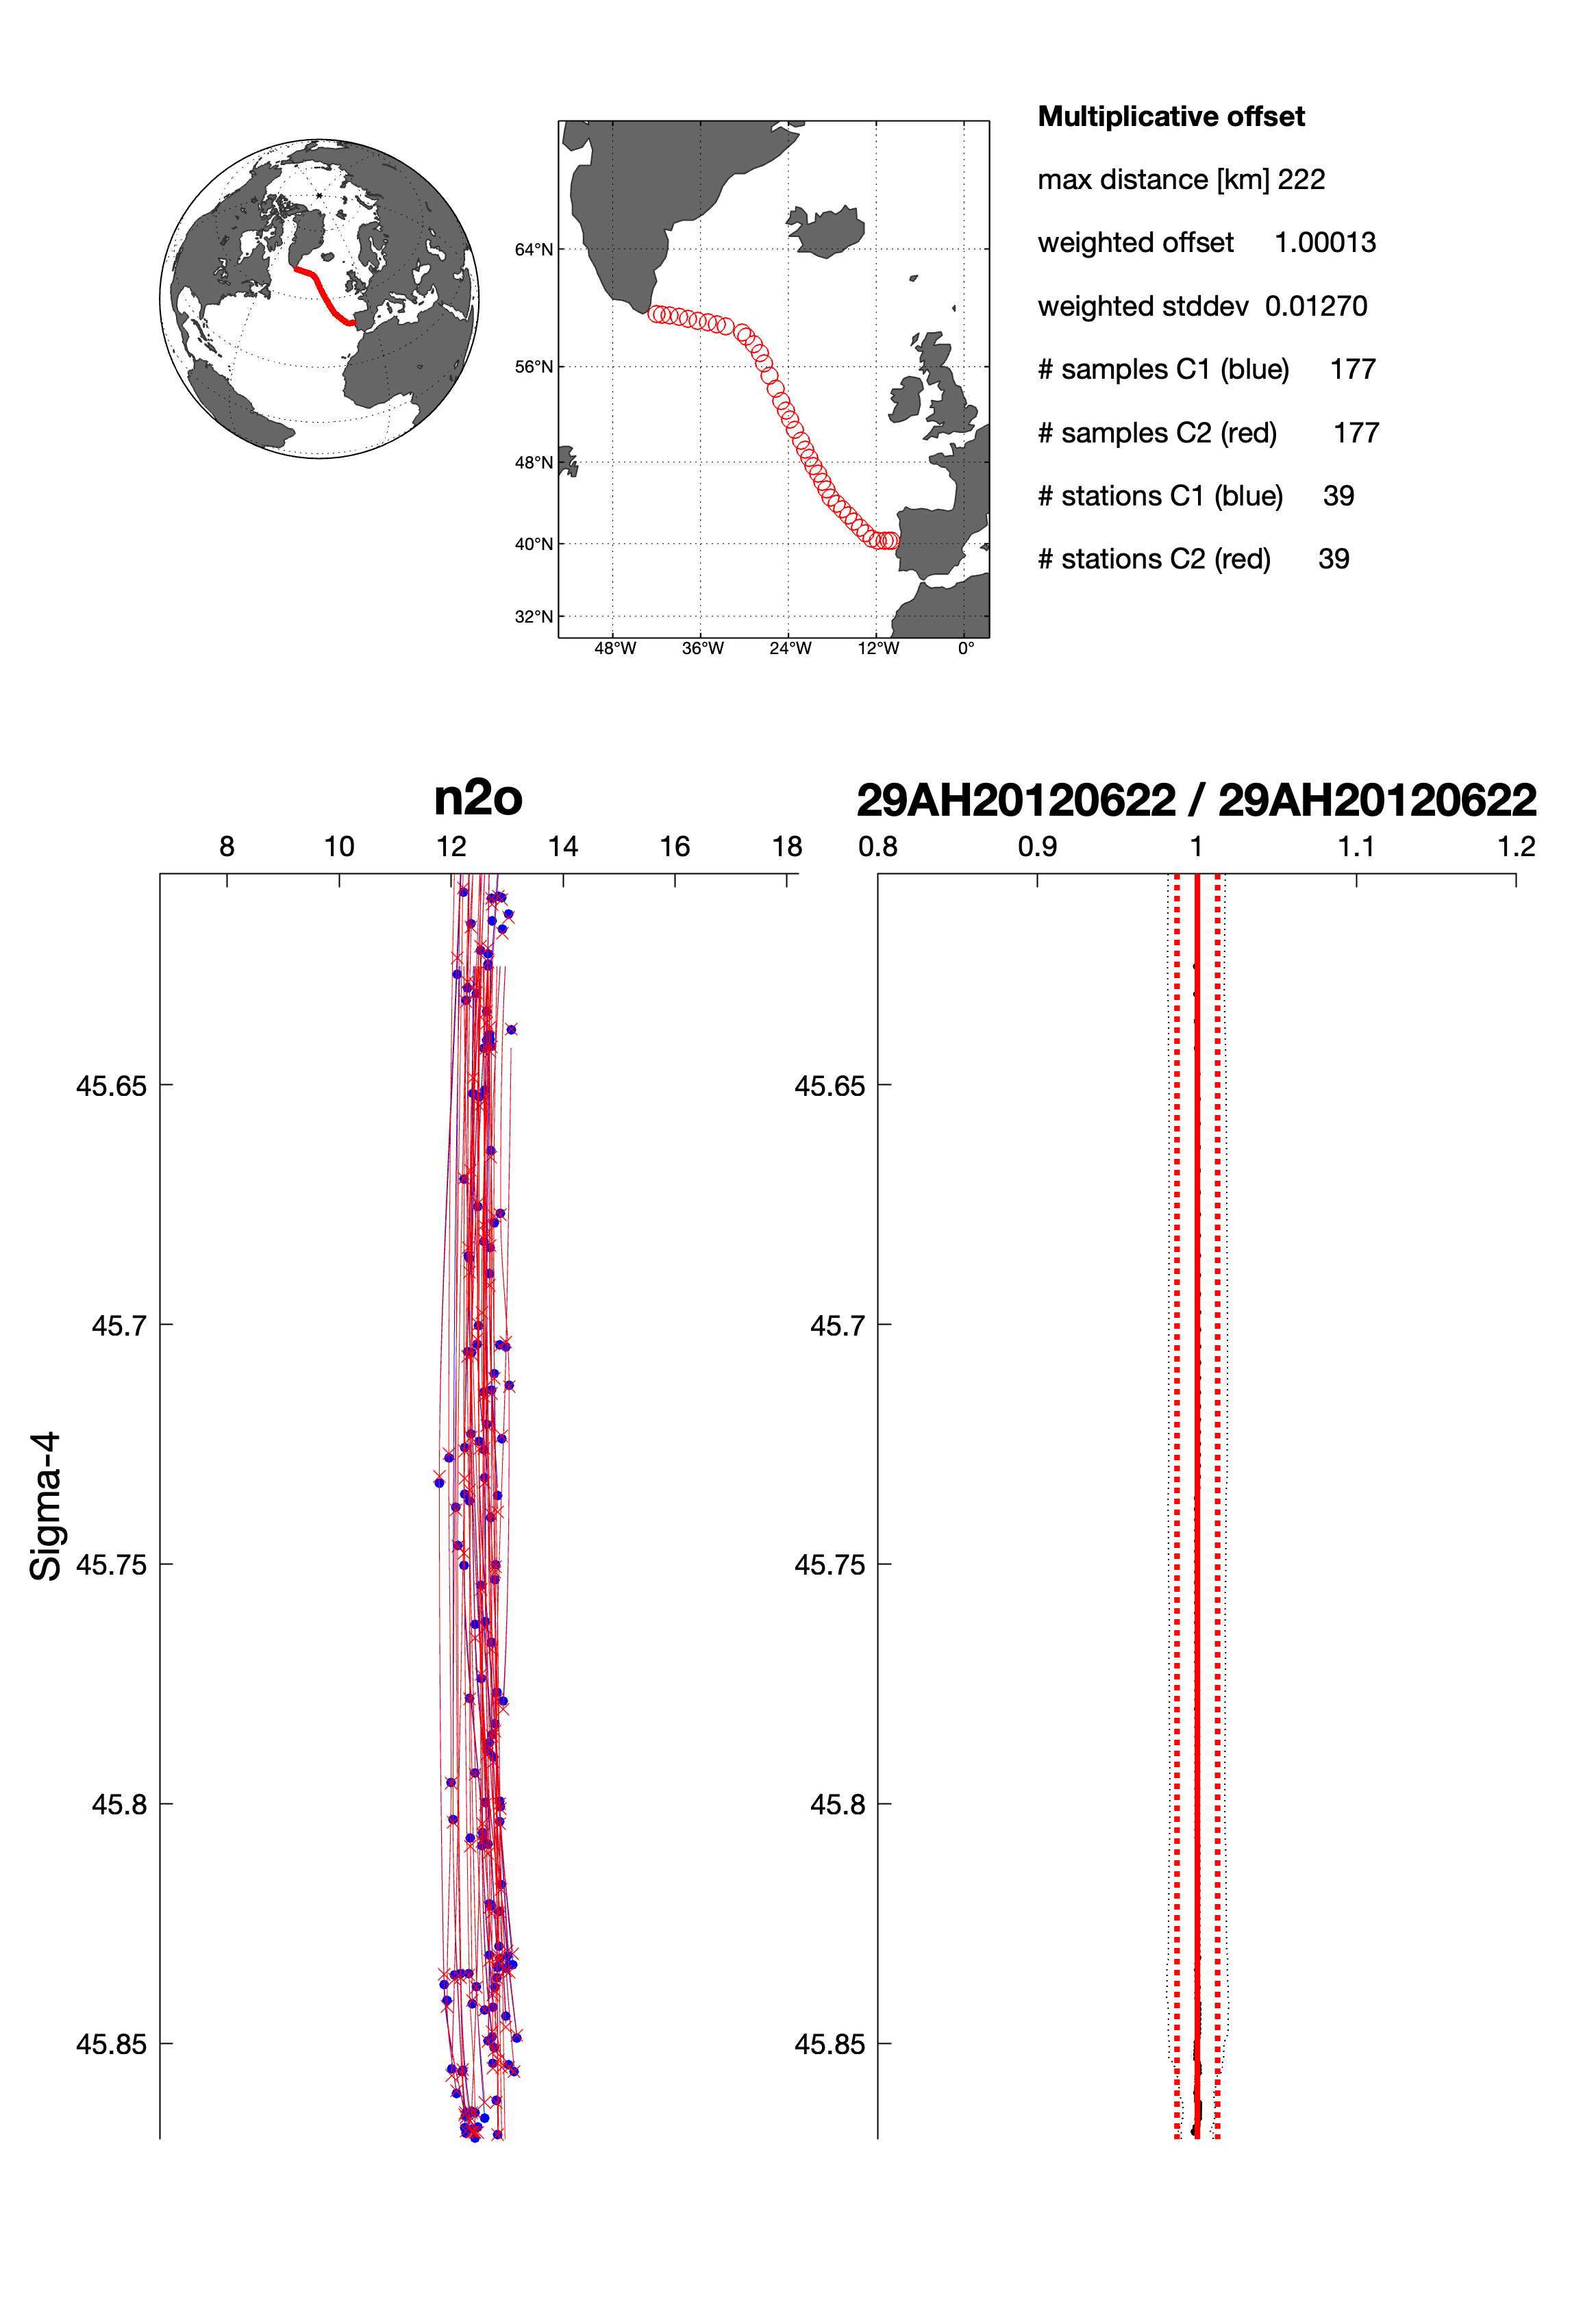 Multiplicative offset
max distance [km] 222
weighted offset 1.00013
weighted stddev 0.01270
# samples C1 (blue) 177
# samples C2 (red) 177
# stations C1 (blue) 39
# stations C2 (red) 39
64°N
56°N
48°N
40°N
32°N
48°W 36°W 24°W 12°W 0°
n2o
8 10 12 14 16 18
Sigma-4
45.65
45.7
45.75
45.8
45.85
29AH20120622 / 29AH20120622
0.8 0.9 1 1.1 1.2
45.65
45.7
45.75
45.8
45.85